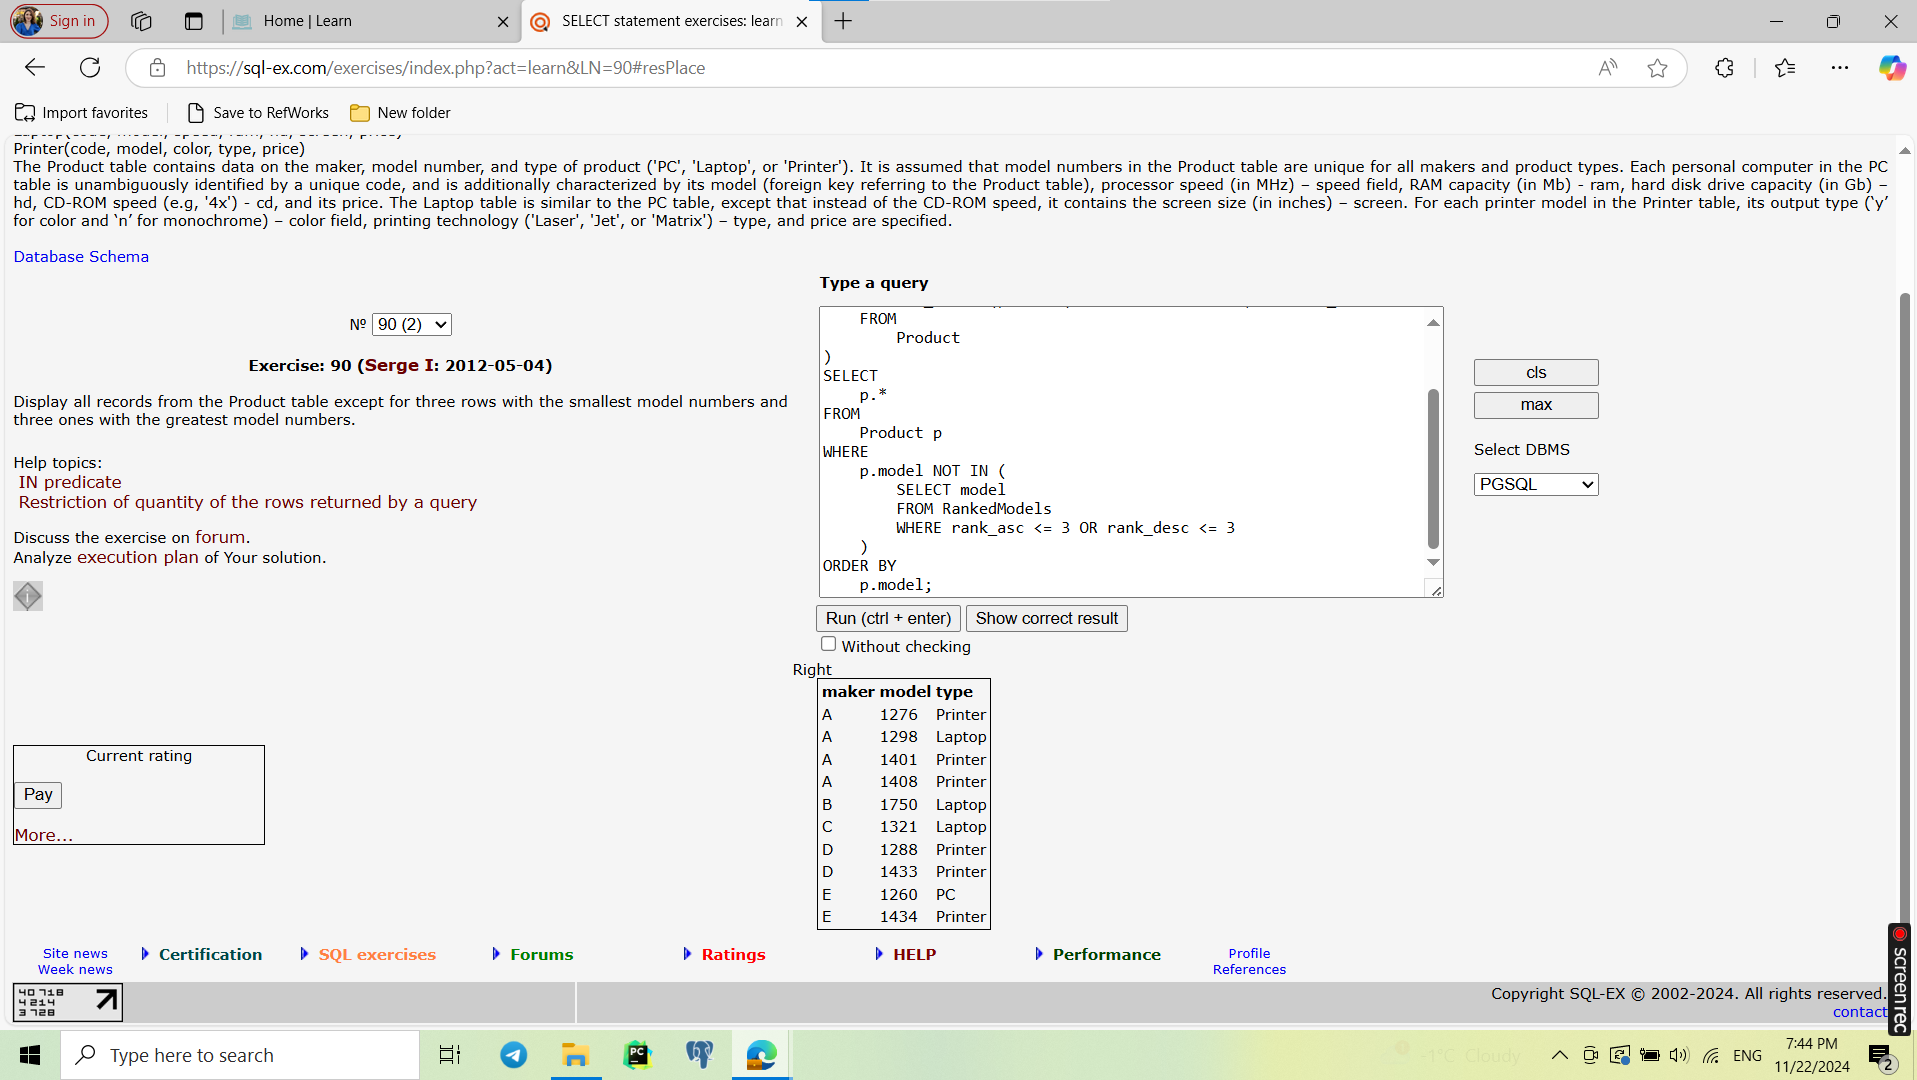 Sign in
Home | Learn
SELECT statement exercises: learn
https://sql-ex.com/exercises/index.php?act=learn&LN=90#resPlace
Import favorites
Save to RefWorks
New folder
Printer(code, model, color, type, price)
The Product table contains data on the maker, model number, and type of product ('PC', 'Laptop', or 'Printer'). It is assumed that model numbers in the Product table are unique for all makers and product types. Each personal computer in the PC
table is unambiguously identified by a unique code, and is additionally characterized by its model (foreign key referring to the Product table), processor speed (in MHz) – speed field, RAM capacity (in Mb) - ram, hard disk drive capacity (in Gb) –
hd, CD-ROM speed (e.g, '4x') - cd, and its price. The Laptop table is similar to the PC table, except that instead of the CD-ROM speed, it contains the screen size (in inches) – screen. For each printer model in the Printer table, its output type (‘y’
for color and ‘n’ for monochrome) – color field, printing technology ('Laser', 'Jet', or 'Matrix') – type, and price are specified.
Database Schema
№ 90 (2)
Exercise: 90 (Serge I: 2012-05-04)
Display all records from the Product table except for three rows with the smallest model numbers and
three ones with the greatest model numbers.
Help topics:
IN predicate
Restriction of quantity of the rows returned by a query
Discuss the exercise on forum.
Analyze execution plan of Your solution.
Current rating
Pay
More...
Type a query
FROM
Product
)
SELECT
p.*
FROM
Product p
WHERE
p.model NOT IN (
SELECT model
FROM RankedModels
WHERE rank_asc <= 3 OR rank_desc <= 3
)
ORDER BY
p.model;
cls
max
Select DBMS
PGSQL
Run (ctrl + enter)
Show correct result
Without checking
Right
maker model type
A 1276 Printer
A 1298 Laptop
A 1401 Printer
A 1408 Printer
B 1750 Laptop
C 1321 Laptop
D 1288 Printer
D 1433 Printer
E 1260 PC
E 1434 Printer
Site news
Week news
Certification
SQL exercises
Forums
Ratings
HELP
Performance
Profile
References
40 718
4 214
3 728
Copyright SQL-EX © 2002-2024. All rights reserved.
contact
screen rec
Type here to search
PC
-1°C Cloudy
ENG
7:44 PM
11/22/2024
2